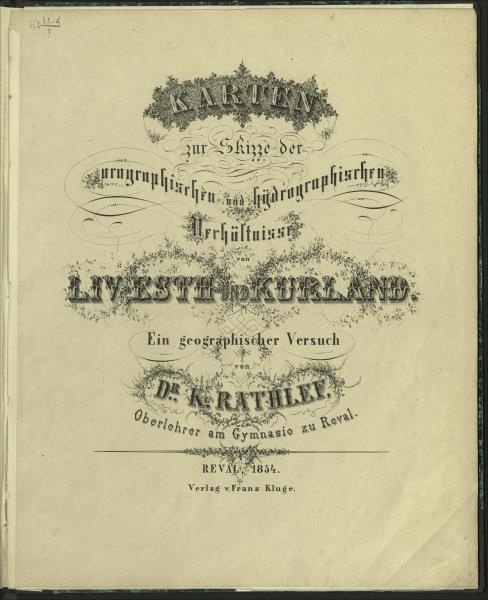 KARTEN
zur Skizze der
orographischen und hÿdrographischen
Verhältnisse
von
LIV-ESTH-UND KURLAND.
Ein geographischer Versuch
von
DR. K. RATHLEF.
Oberlehrer am Gymnasio zu Reval.
REVAL, 1854.
Verlag v. Franz Kluge.